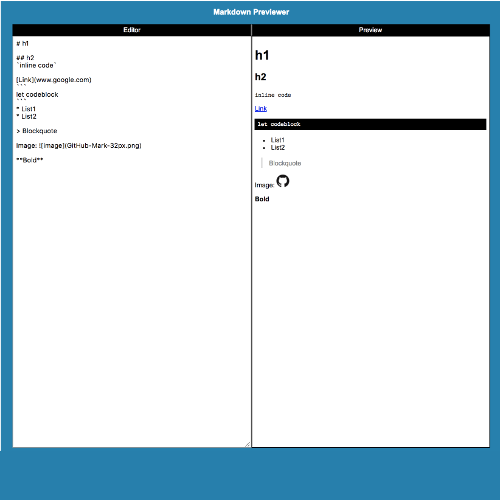 Markdown Previewer
Editor
# h1
## h2
`inline code`
[Link](www.google.com)
```
let codeblock
```
* List1
* List2
> Blockquote
Image: ![Image](GitHub-Mark-32px.png)
**Bold**
Preview
h1
h2
inline code
Link
let codeblock
• List1
• List2
Blockquote
Image:
Bold